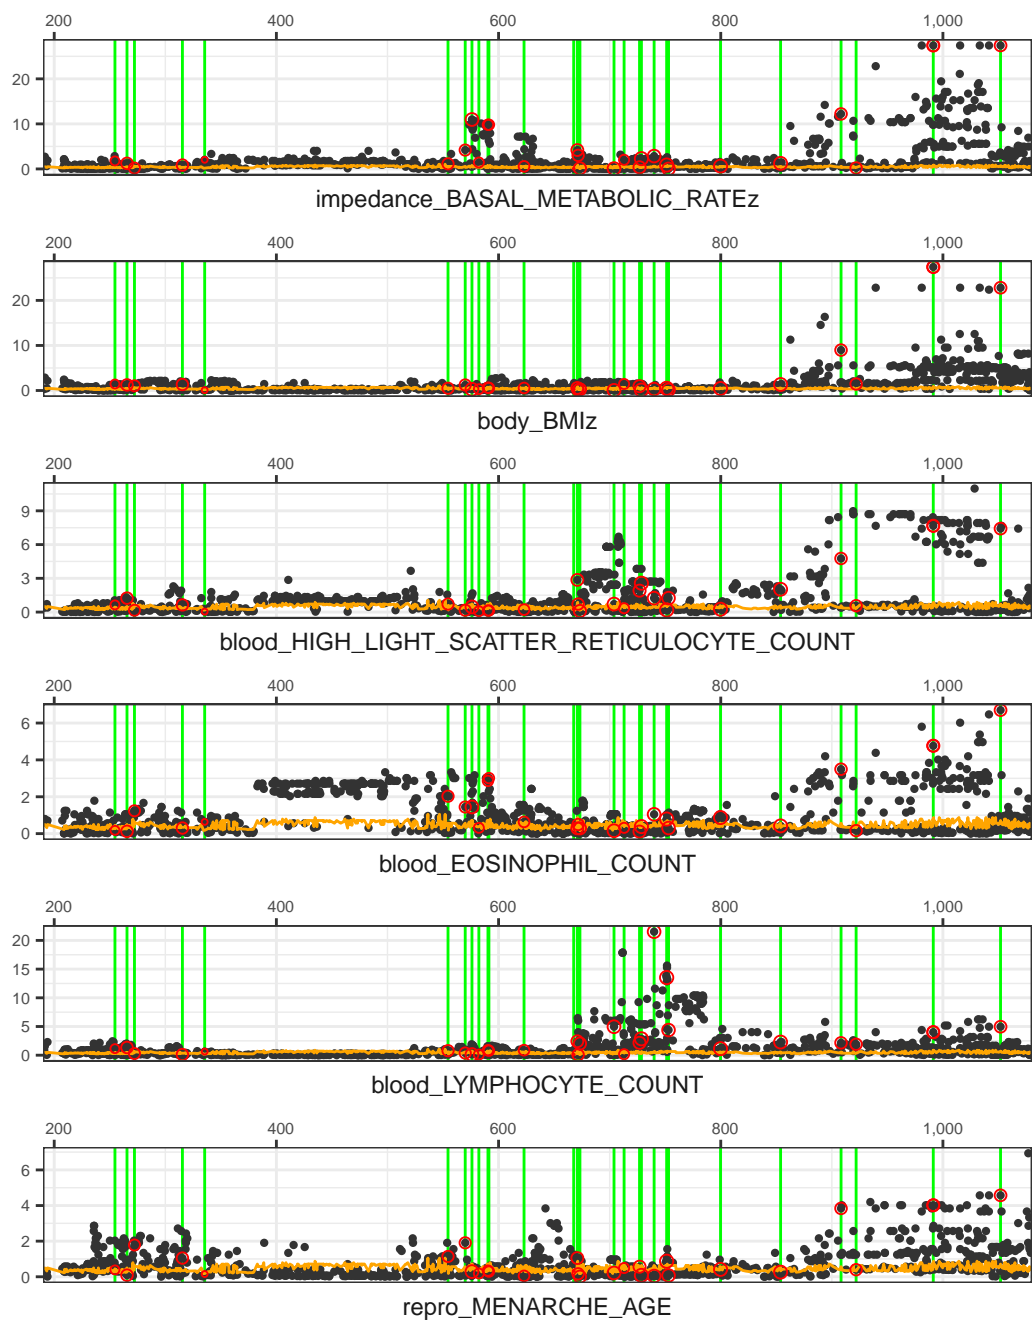 200 400 600 800 1,000
20
10
0
impedance_BASAL_METABOLIC_RATEz
200 400 600 800 1,000
20
10
0
body_BMIz
200 400 600 800 1,000
9
6
3
0
blood_HIGH_LIGHT_SCATTER_RETICULOCYTE_COUNT
200 400 600 800 1,000
6
4
2
0
blood_EOSINOPHIL_COUNT
200 400 600 800 1,000
20
15
10
5
0
blood_LYMPHOCYTE_COUNT
200 400 600 800 1,000
6
4
2
0
repro_MENARCHE_AGE